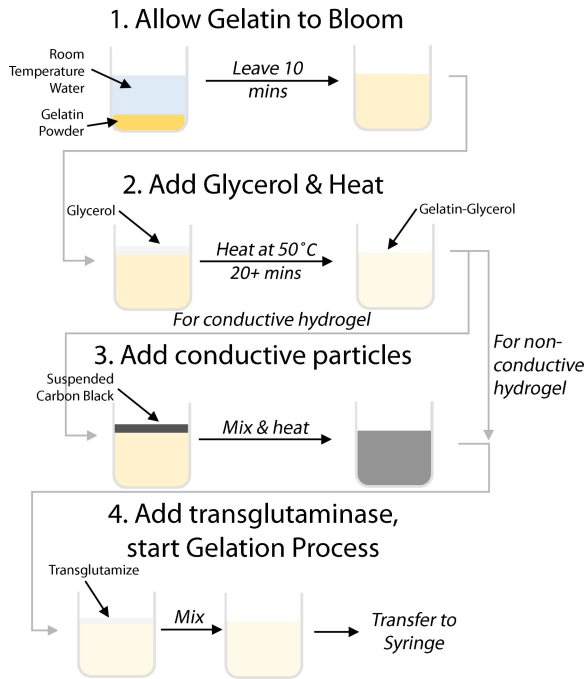 1. Allow Gelatin to Bloom
Room
Temperature
Water
Gelatin
Powder
Leave 10
mins
2. Add Glycerol & Heat
Glycerol
Heat at 50˚C
20+ mins
Gelatin-Glycerol
For conductive hydrogel
For non-
conductive
hydrogel
3. Add conductive particles
Suspended
Carbon Black
Mix & heat
4. Add transglutaminase,
start Gelation Process
Transglutamize
Mix
Transfer to
Syringe